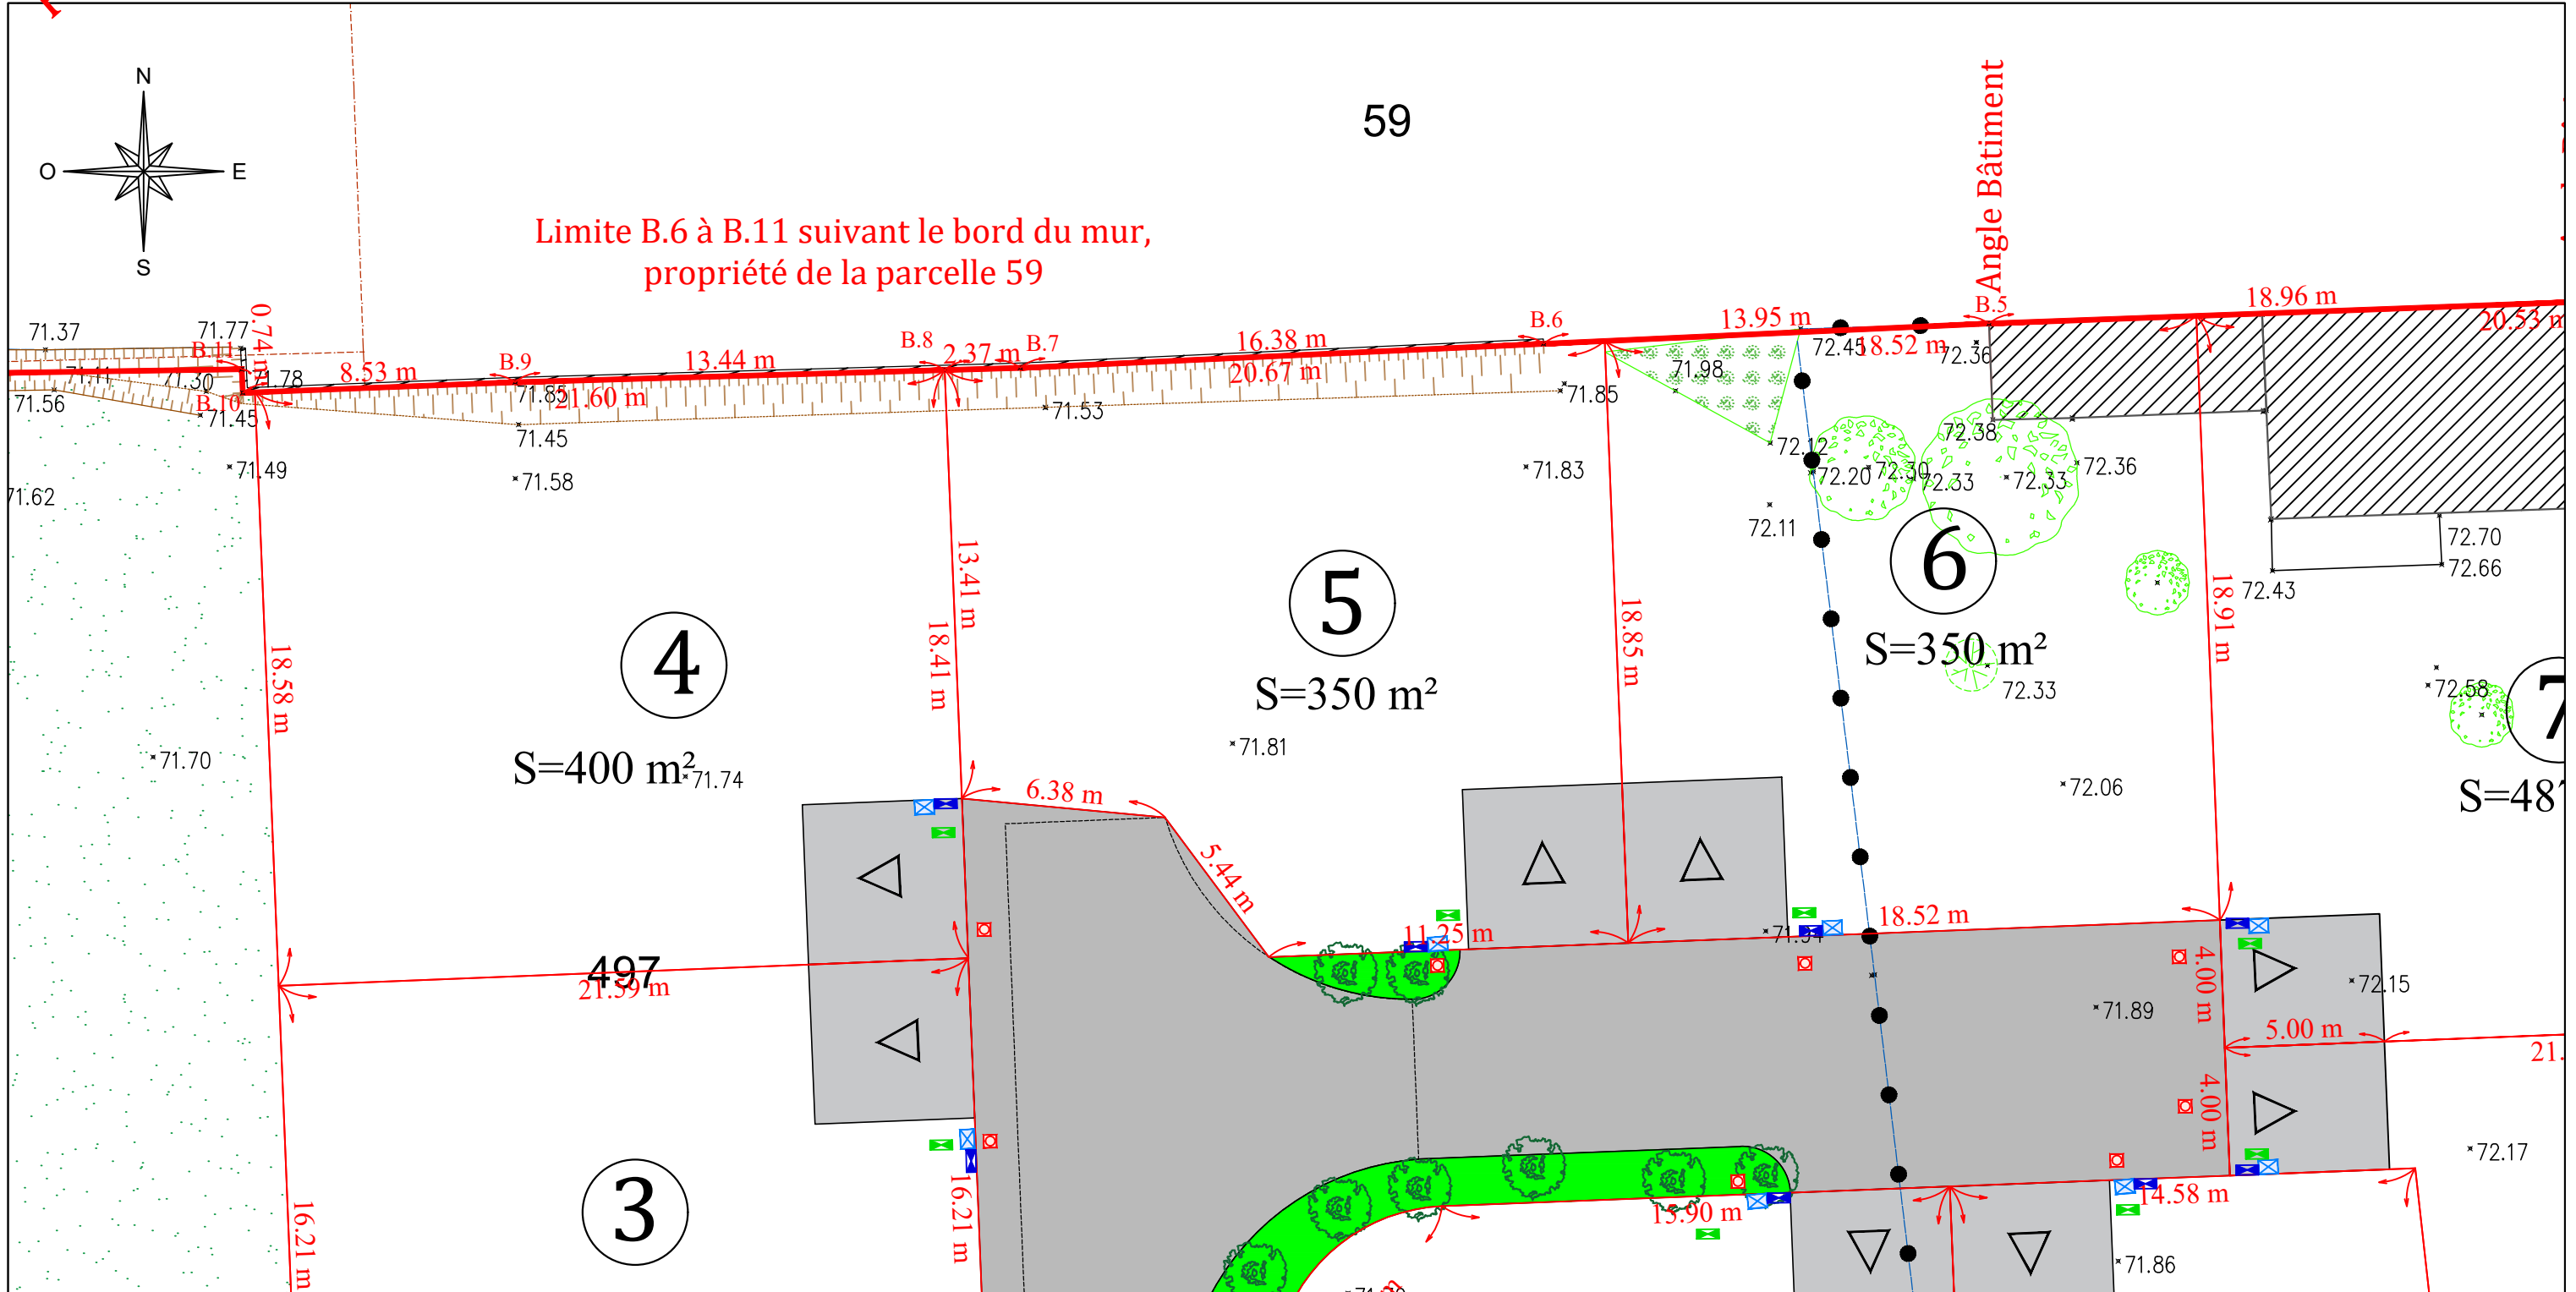 N
O
E
S
59
Angle Bâtiment
Limite B.6 à B.11 suivant le bord du mur,
propriété de la parcelle 59
71.37
71.77
0.74 m
B.11
71.41
71.30
71.78
71.56
B.10
71.45
8.53 m
B.9
71.85
21.60 m
13.44 m
B.8
2.37 m
B.7
16.38 m
20.67 m
B.6
13.95 m
B.5
18.96 m
72.45
18.52 m
72.36
20.53 m
71.45
71.53
71.85
71.98
72.12
72.38
71.49
71.58
71.83
72.20
72.30
72.33
72.33
72.36
71.62
72.11
72.70
72.66
72.43
13.41 m
18.41 m
18.58 m
18.85 m
18.91 m
4
S=400 m²
71.74
5
S=350 m²
71.81
6
S=350 m²
72.33
72.58
7
S=487
71.70
72.06
6.38 m
5.44 m
11.25 m
71.94
18.52 m
497
21.59 m
4.00 m
72.15
71.89
5.00 m
21.
4.00 m
72.17
3
16.21 m
16.21 m
13.90 m
14.58 m
71.86